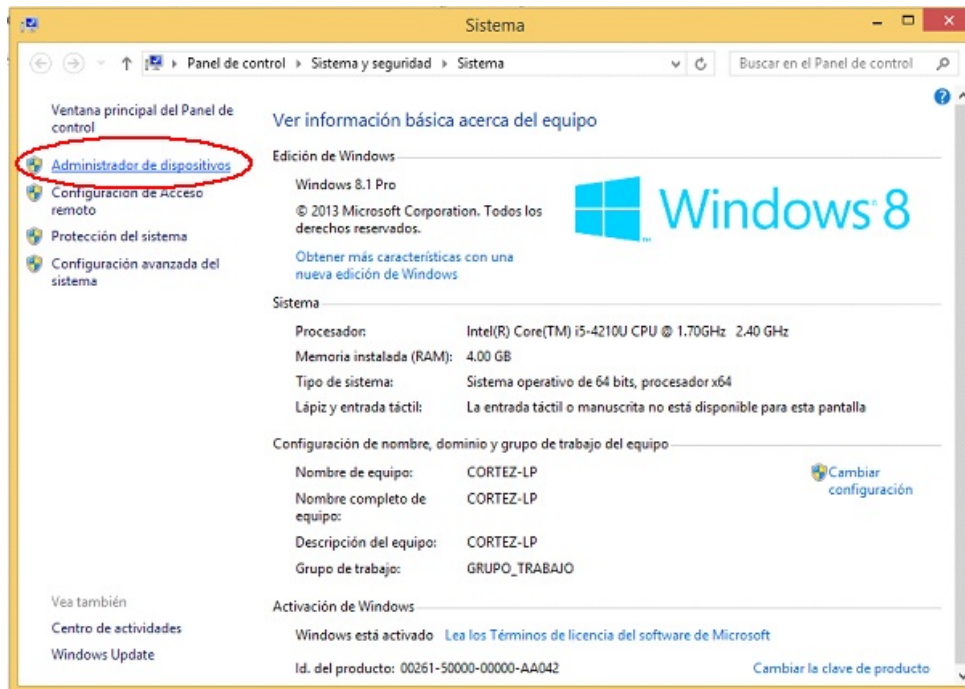 Sistema
Panel de control Sistema y seguridad Sistema
Buscar en el Panel de control
Ventana principal del Panel de
control
Administrador de dispositivos
Configuración de Acceso
remoto
Protección del sistema
Configuración avanzada del
sistema
Vea también
Centro de actividades
Windows Update
Ver información básica acerca del equipo
Edición de Windows
Windows 8.1 Pro
© 2013 Microsoft Corporation. Todos los
derechos reservados.
Obtener más características con una
nueva edición de Windows
Windows 8
Sistema
Procesador: Intel(R) Core(TM) i5-4210U CPU @ 1.70GHz 2.40 GHz
Memoria instalada (RAM): 4.00 GB
Tipo de sistema: Sistema operativo de 64 bits, procesador x64
Lápiz y entrada táctil: La entrada táctil o manuscrita no está disponible para esta pantalla
Configuración de nombre, dominio y grupo de trabajo del equipo
Nombre de equipo: CORTEZ-LP
Cambiar
configuración
Nombre completo de
equipo:
CORTEZ-LP
Descripción del equipo: CORTEZ-LP
Grupo de trabajo: GRUPO_TRABAJO
Activación de Windows
Windows está activado Lea los Términos de licencia del software de Microsoft
Id. del producto: 00261-50000-00000-AA042 Cambiar la clave de producto